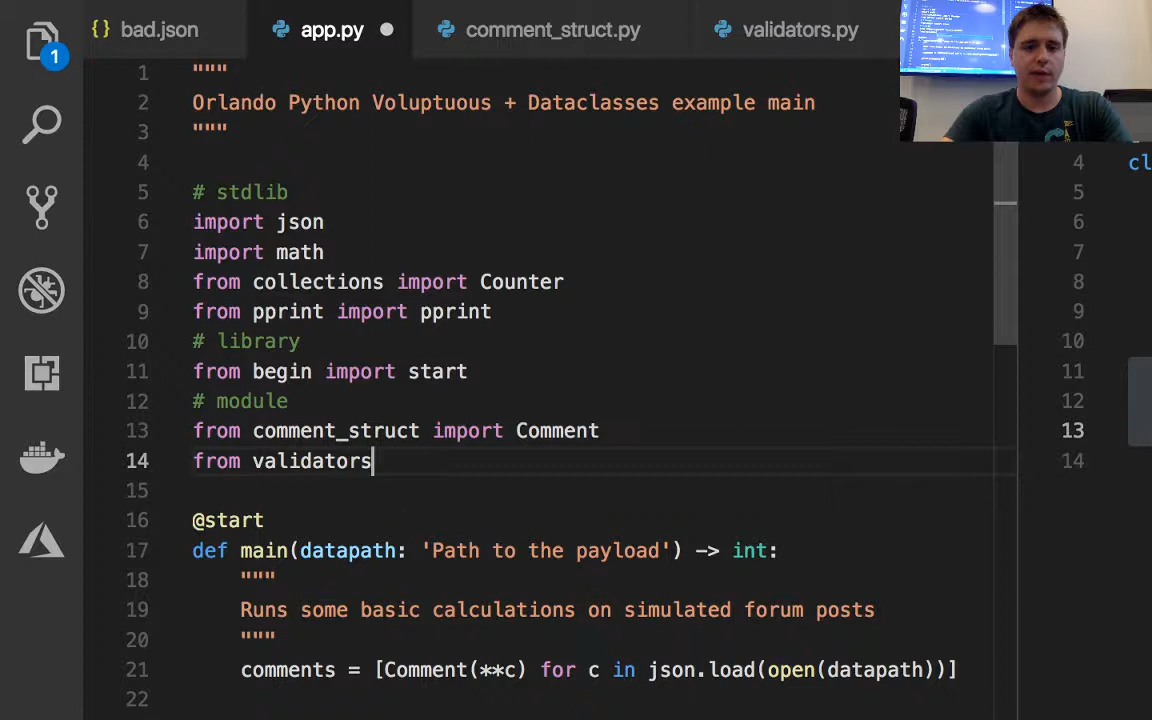 bad.json app.py comment_struct.py validators.py
1
1 """
2 Orlando Python Voluptuous + Dataclasses example main
3 """
4
5 # stdlib
6 import json
7 import math
8 from collections import Counter
9 from pprint import pprint
10 # library
11 from begin import start
12 # module
13 from comment_struct import Comment
14 from validators
15
16 @start
17 def main(datapath: 'Path to the payload') -> int:
18 """
19 Runs some basic calculations on simulated forum posts
20 """
21 comments = [Comment(**c) for c in json.load(open(datapath))]
22
4 cl
5
6
7
8
9
10
11
12
13
14